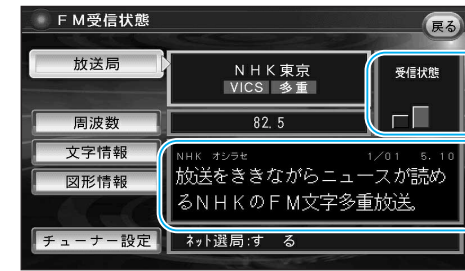 FM受信状態
戻る
放送局
NHK東京
VICS 多重
受信状態
周波数
82.5
文字情報
図形情報
NHK オシラセ 1/01 5.10
放送をききながらニュースが読め
るNHKのFM文字多重放送。
チューナー設定
ネット選局:す る